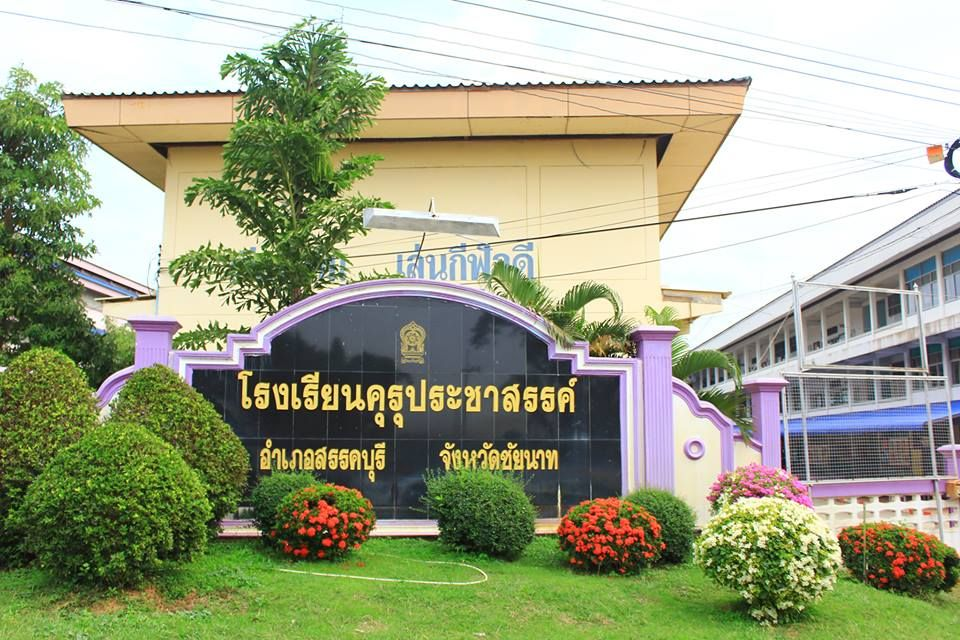 เล่นกีฬาดี
โรงเรียนคุรุประชาสรรค์
อำเภอสรรคบุรี จังหวัดชัยนาท